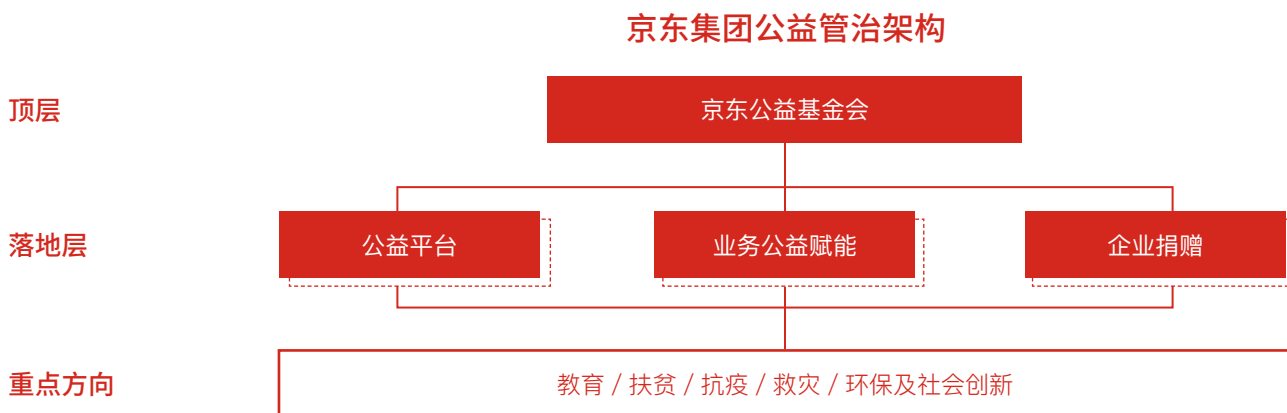 京东集团公益管治架构
顶层
京东公益基金会
落地层
公益平台
业务公益赋能
企业捐赠
重点方向
教育 / 扶贫 / 抗疫 / 救灾 / 环保及社会创新